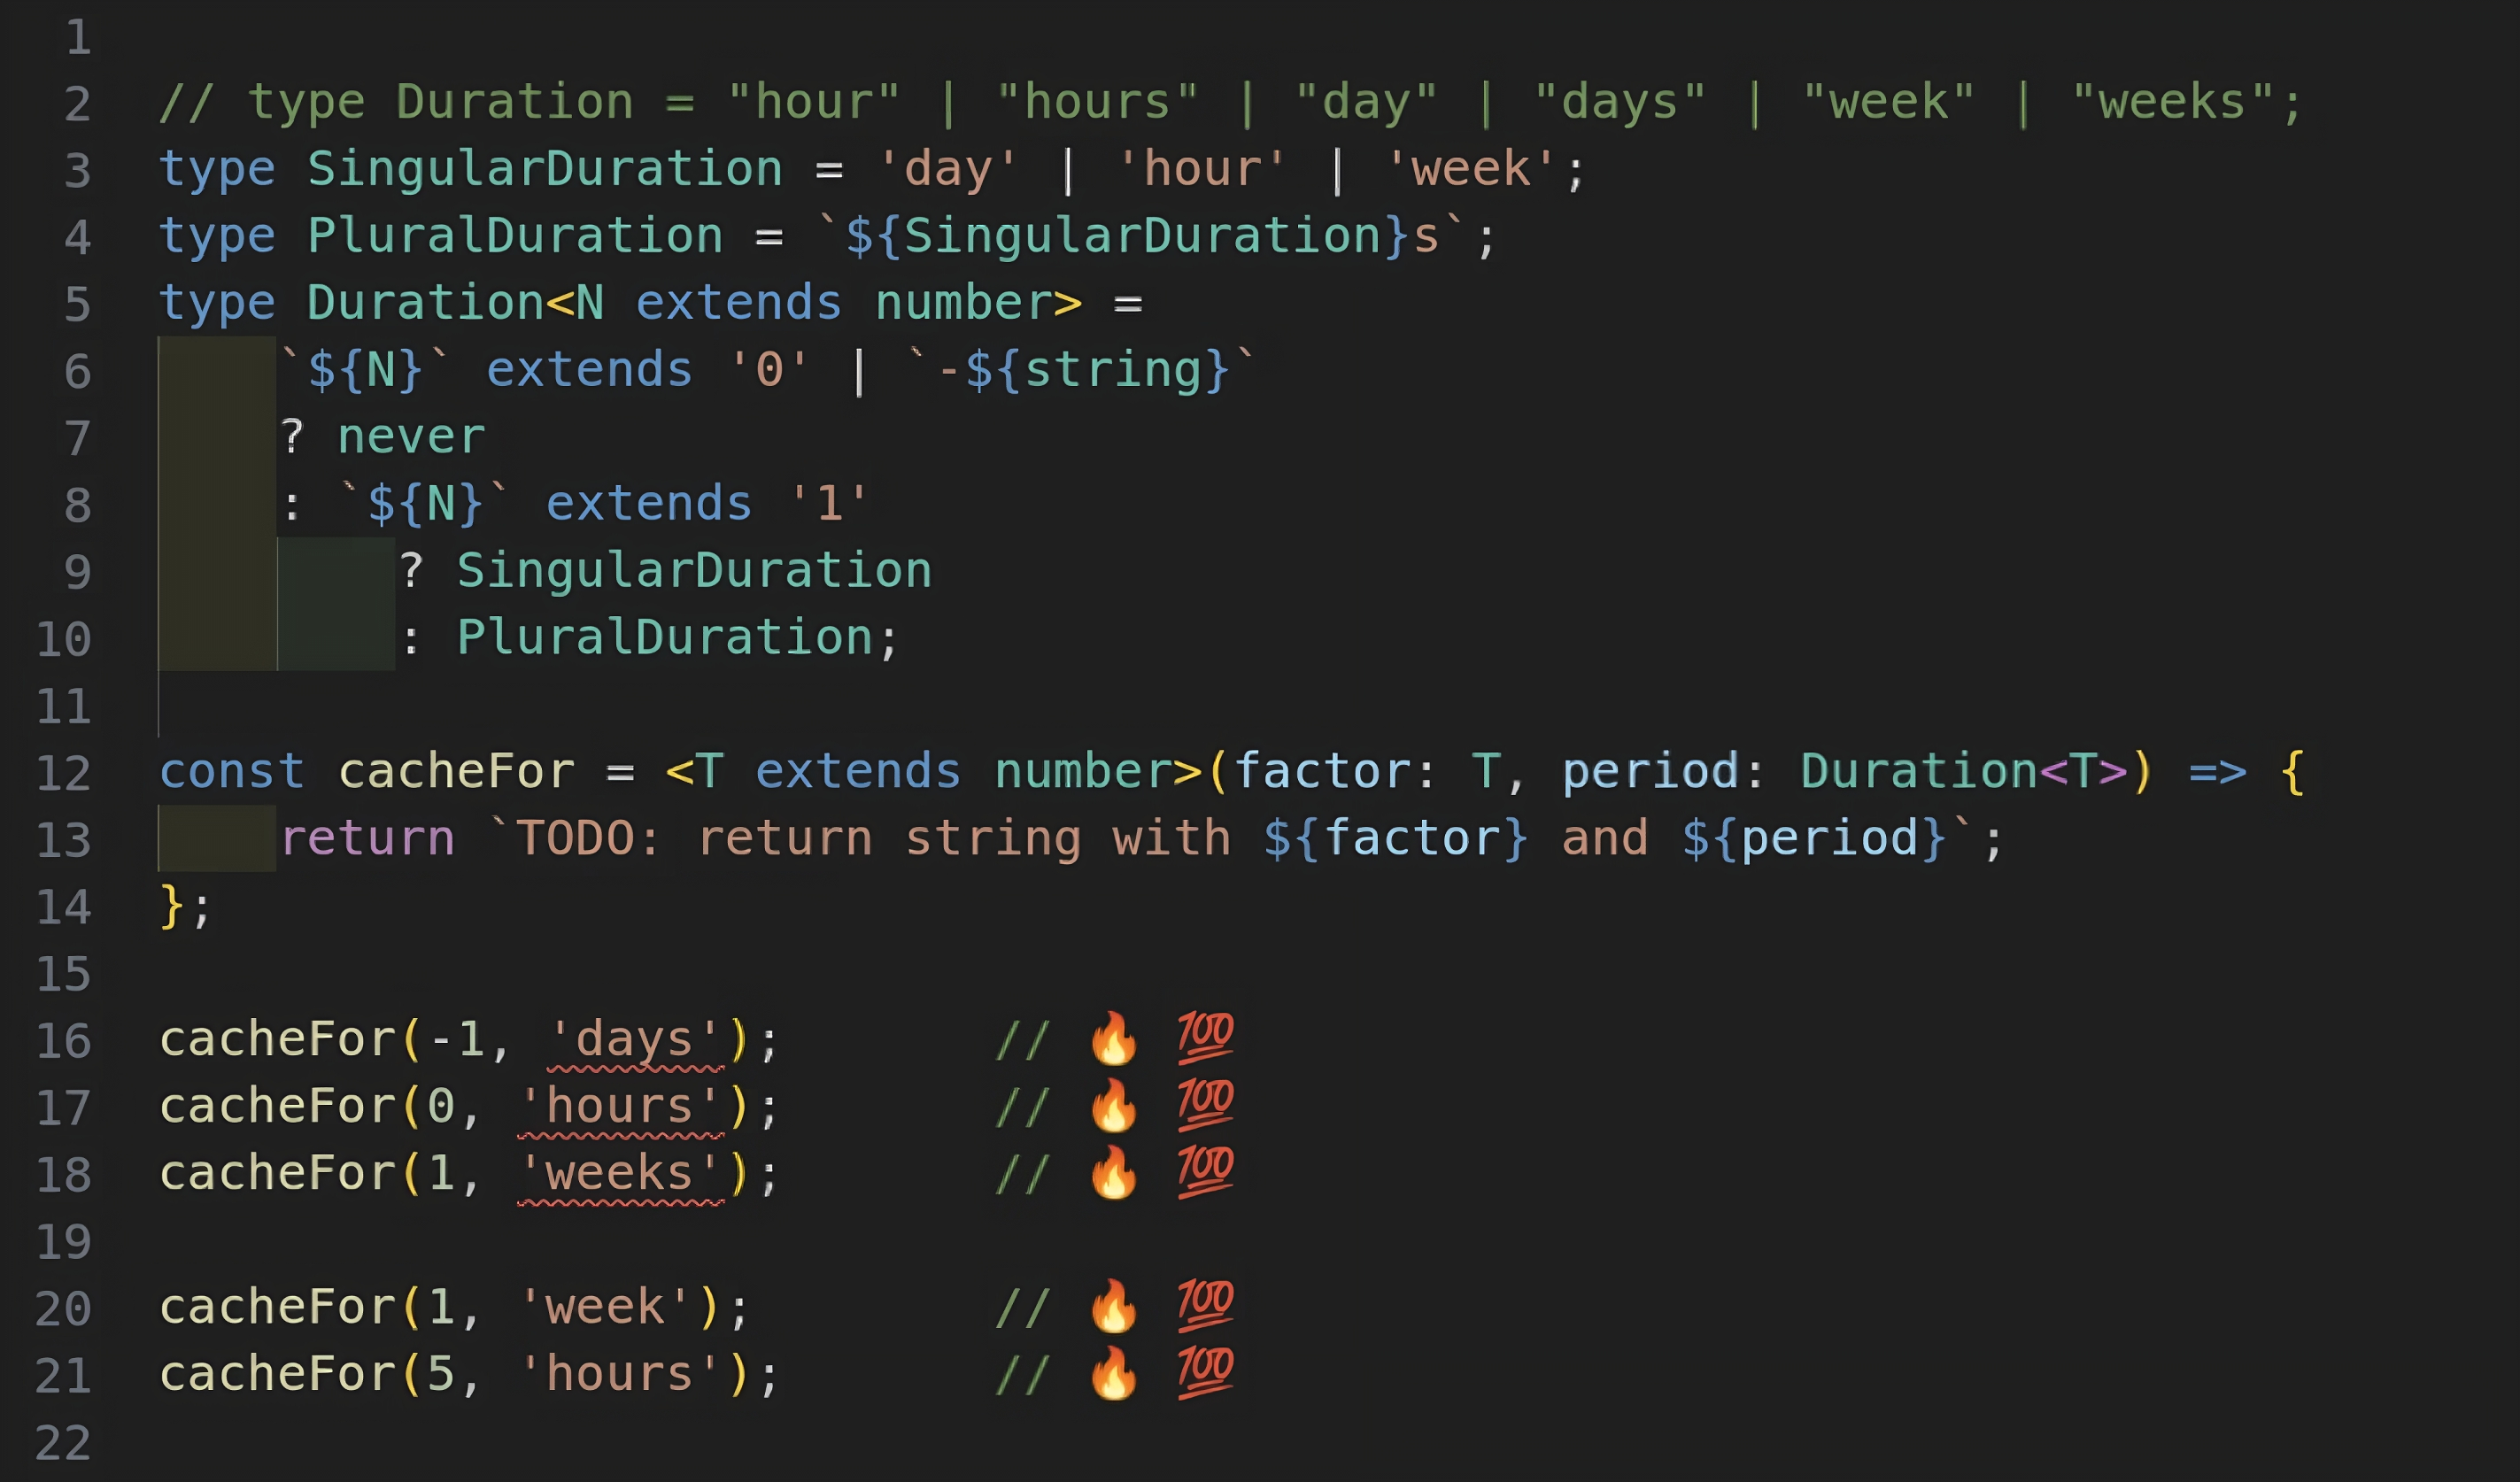 1
2 // type Duration = "hour" | "hours" | "day" | "days" | "week" | "weeks";
3 type SingularDuration = 'day' | 'hour' | 'week';
4 type PluralDuration = `${SingularDuration}s`;
5 type Duration<N extends number> =
6     `${N}` extends '0' | `-${string}`
7     ? never
8     : `${N}` extends '1'
9         ? SingularDuration
10         : PluralDuration;
11
12 const cacheFor = <T extends number>(factor: T, period: Duration<T>) => {
13     return `TODO: return string with ${factor} and ${period}`;
14 };
15
16 cacheFor(-1, 'days');       // 🔥 💯
17 cacheFor(0, 'hours');       // 🔥 💯
18 cacheFor(1, 'weeks');       // 🔥 💯
19
20 cacheFor(1, 'week');        // 🔥 💯
21 cacheFor(5, 'hours');       // 🔥 💯
22